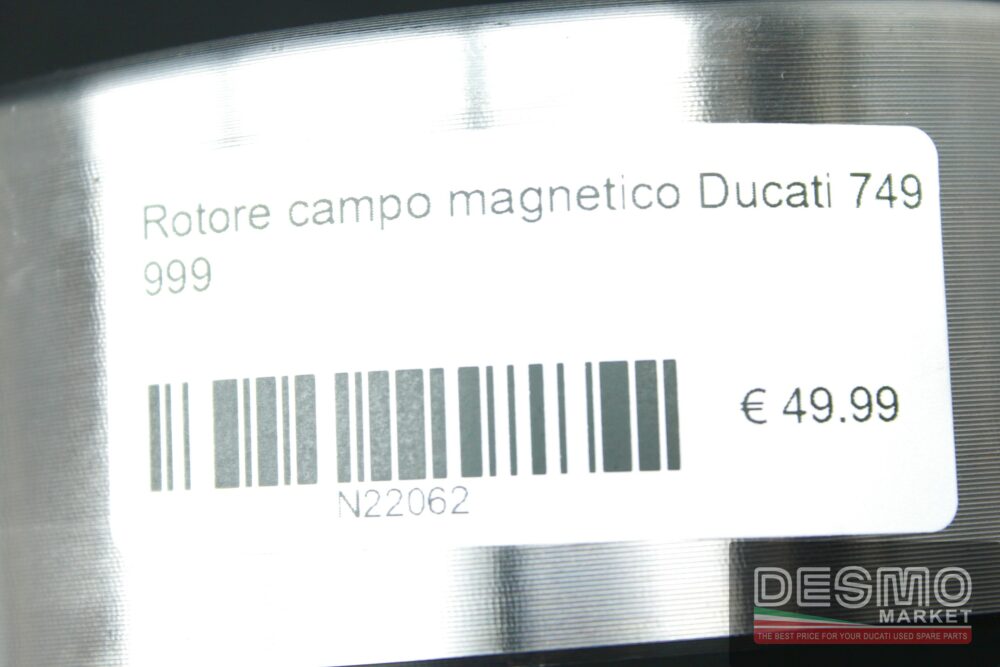 Rotore campo magnetico Ducati 749
999
€ 49.99
N22062
DESMO
MARKET
THE BEST PRICE FOR YOUR DUCATI USED SPARE PARTS